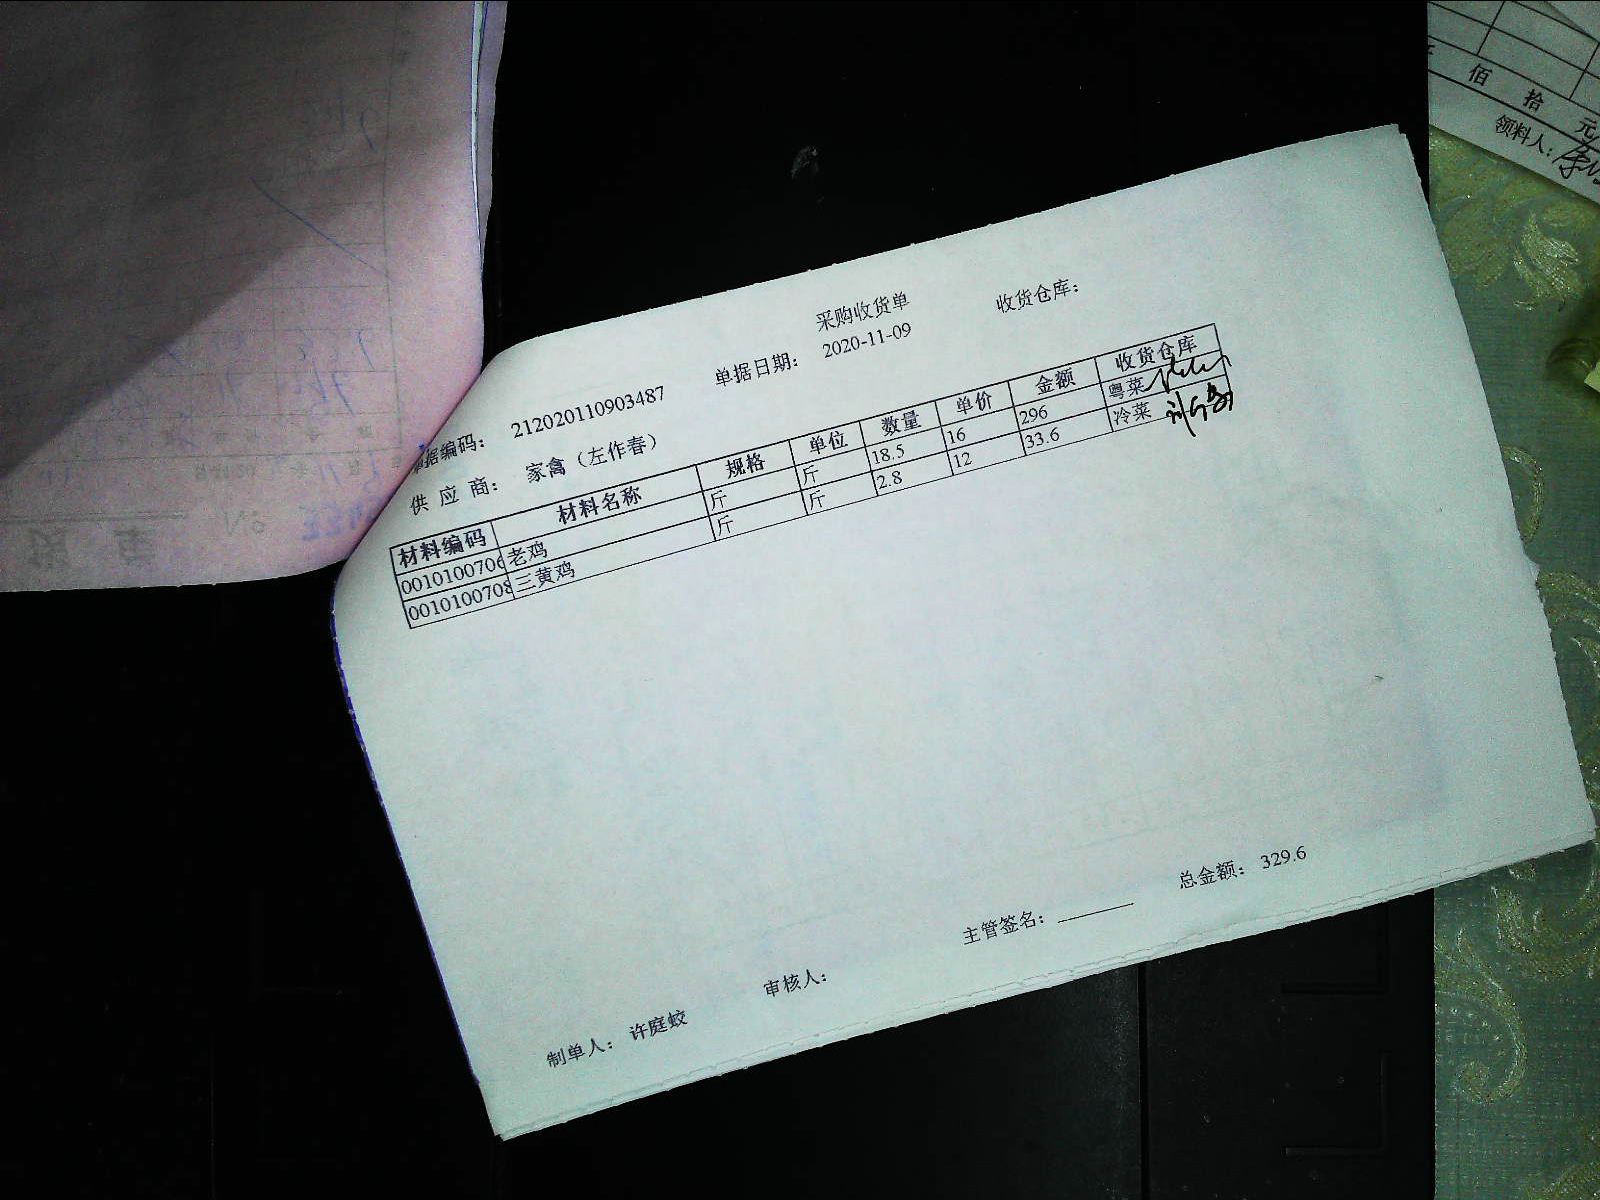 采购收货单
单据编码： 212020110903487 单据日期： 2020-11-09 收货仓库：
供 应 商： 家禽（左作春）
材料编码 材料名称 规格 单位 数量 单价 金额 收货仓库
0010100706 老鸡 斤 斤 18.5 16 296 粤菜
0010100708 三黄鸡 斤 斤 2.8 12 33.6 冷菜
总金额： 329.6
主管签名：
审核人：
制单人： 许庭蛟
佰 拾 元
领料人：